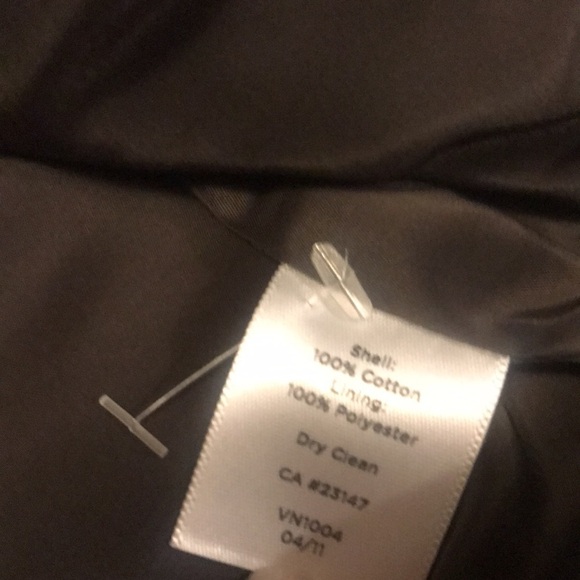 Shell:
100% Cotton
Lining:
100% Polyester
Dry Clean
CA #23147
VN1004
04/11